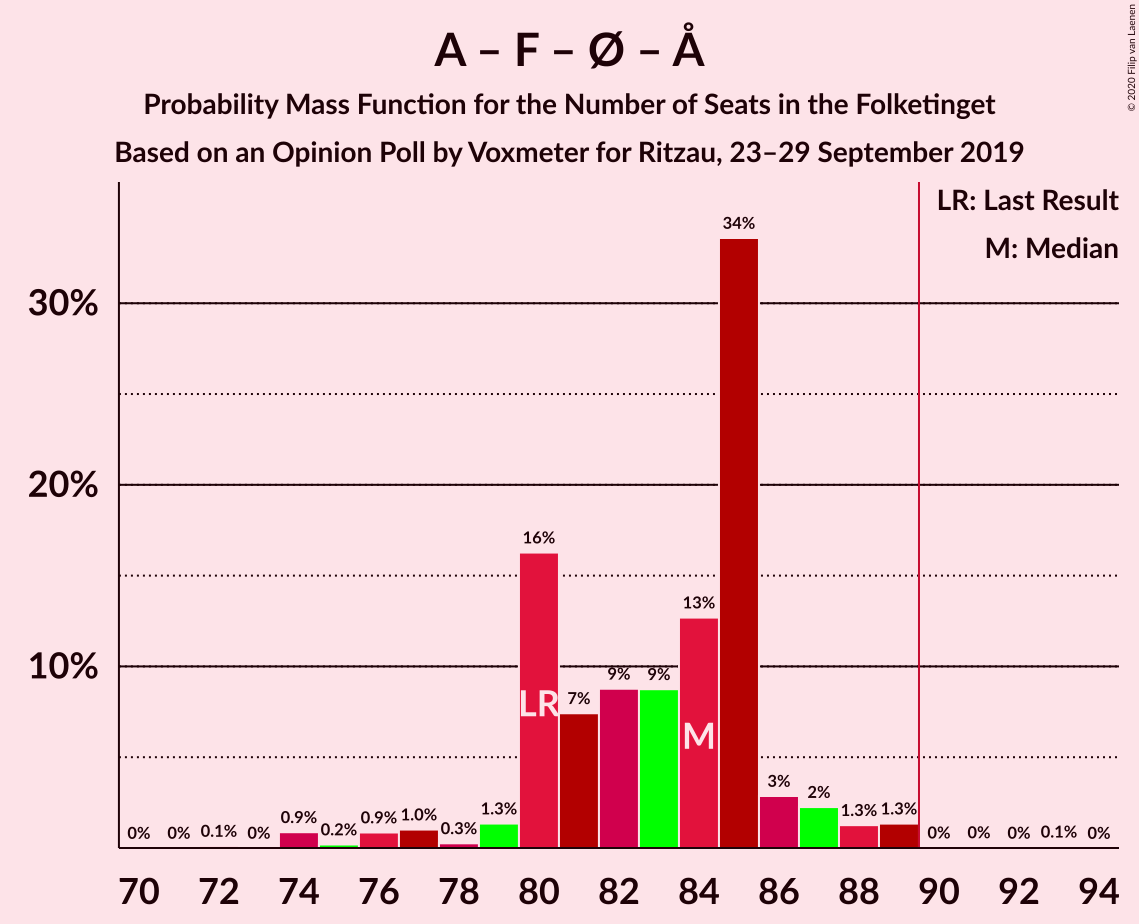 A – F – Ø – Å
Probability Mass Function for the Number of Seats in the Folketinget
Based on an Opinion Poll by Voxmeter for Ritzau, 23–29 September 2019
© 2020 Filip van Laenen
LR: Last Result
M: Median
30%
20%
10%
0% 0% 0.1% 0% 0.9% 0.2% 0.9% 1.0% 0.3% 1.3% 16% 7% 9% 9% 13% 34% 3% 2% 1.3% 1.3% 0% 0% 0% 0.1% 0%
LR
M
70 72 74 76 78 80 82 84 86 88 90 92 94